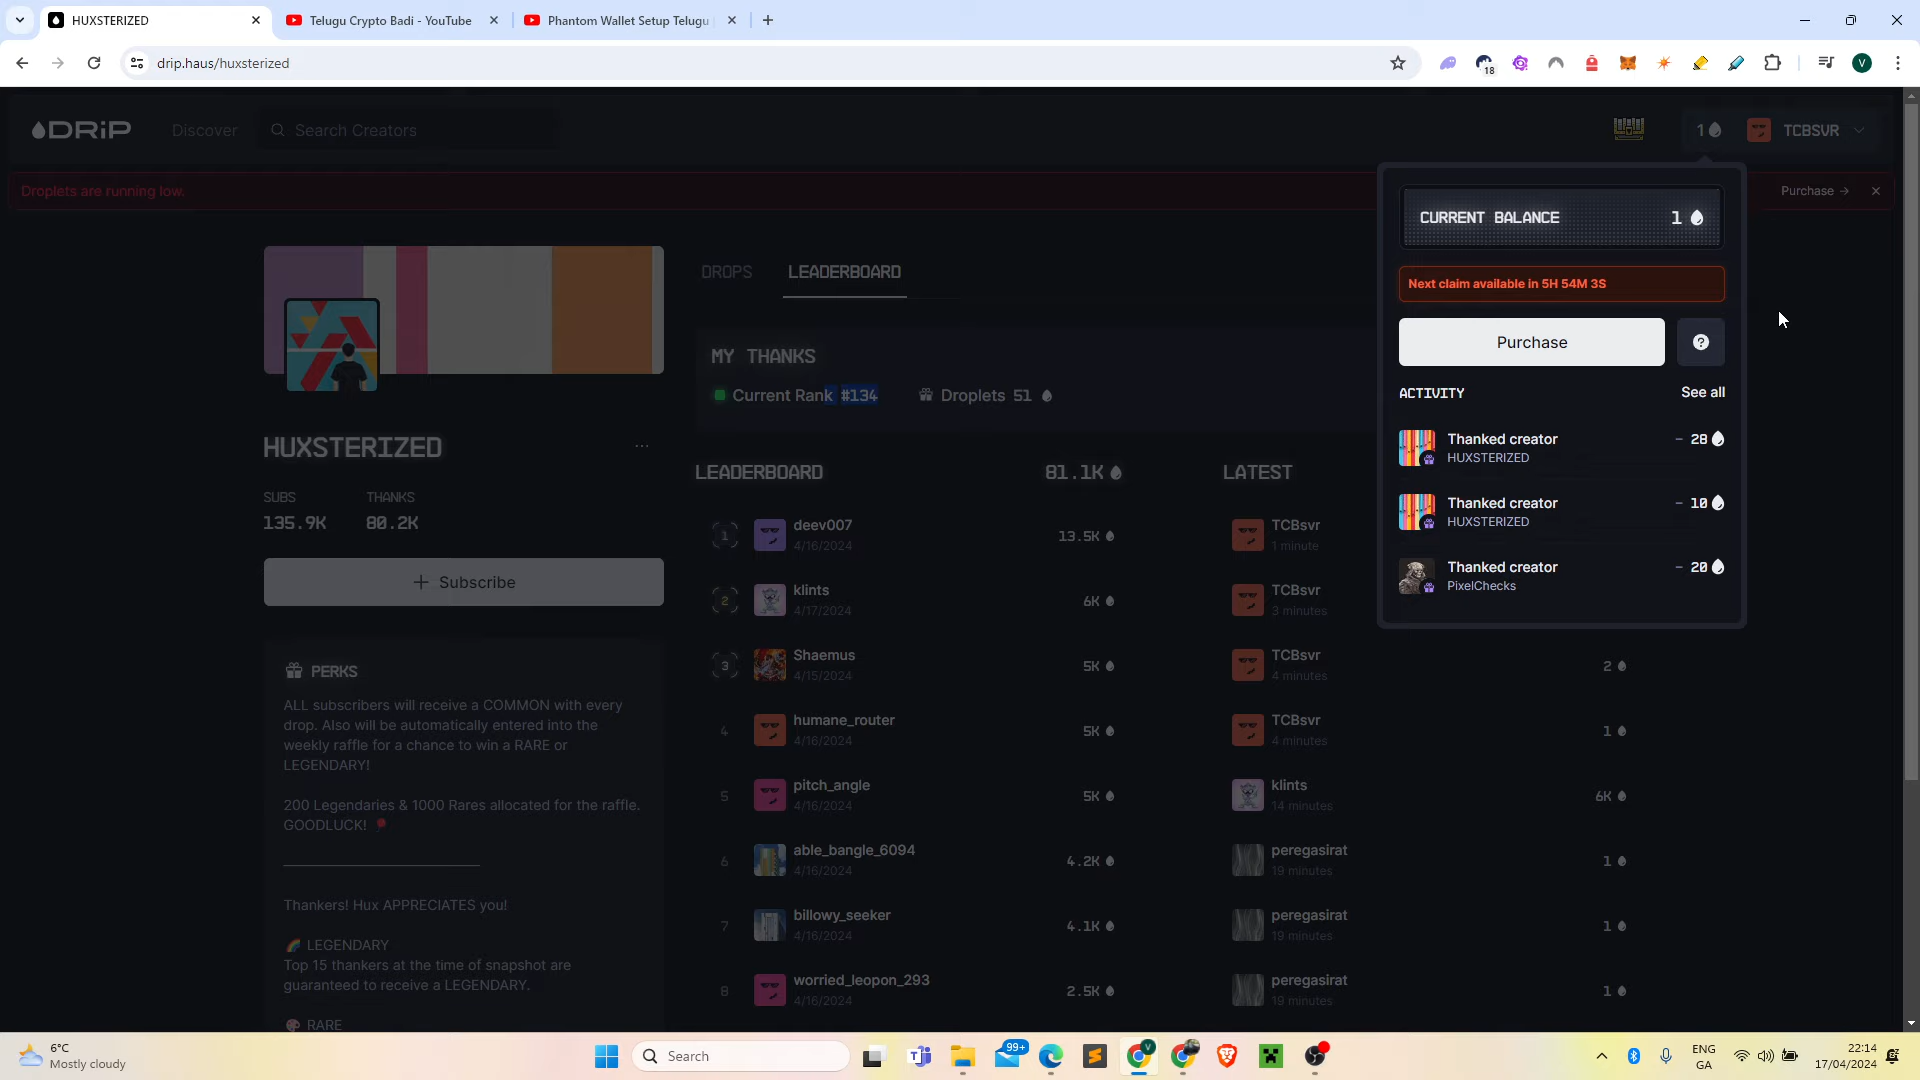 HUXSTERIZED
Telugu Crypto Badi - YouTube
Phantom Wallet Setup Telugu
drip.haus/huxsterized
18
V
DRiP
Discover
Search Creators
1
TCBSVR
Droplets are running low.
Purchase →
CURRENT BALANCE 1
Next claim available in 5H 54M 3S
Purchase
?
ACTIVITY
See all
Thanked creator - 28
HUXSTERIZED
Thanked creator - 10
HUXSTERIZED
Thanked creator - 20
PixelChecks
HUXSTERIZED
...
SUBS THANKS
135.9K 80.2K
+ Subscribe
PERKS
ALL subscribers will receive a COMMON with every
drop. Also will be automatically entered into the
weekly raffle for a chance to win a RARE or
LEGENDARY!
200 Legendaries & 1000 Rares allocated for the raffle.
GOODLUCK!
Thankers! Hux APPRECIATES you!
LEGENDARY
Top 15 thankers at the time of snapshot are
guaranteed to receive a LEGENDARY.
RARE
DROPS LEADERBOARD
MY THANKS
Current Rank #134 Droplets 51
LEADERBOARD 81.1K
1 deev007 13.5K
4/16/2024
2 klints 6K
4/17/2024
3 Shaemus 5K
4/15/2024
4 humane_router 5K
4/16/2024
5 pitch_angle 5K
4/16/2024
6 able_bangle_6094 4.2K
4/16/2024
7 billowy_seeker 4.1K
4/16/2024
8 worried_leopon_293 2.5K
4/16/2024
LATEST
TCBsvr
1 minute
TCBsvr
3 minutes
TCBsvr 2
4 minutes
TCBsvr 1
4 minutes
klints 6K
14 minutes
peregasirat 1
19 minutes
peregasirat 1
19 minutes
peregasirat 1
19 minutes
6°C
Mostly cloudy
Search
99+
V
ENG
GA
22:14
17/04/2024